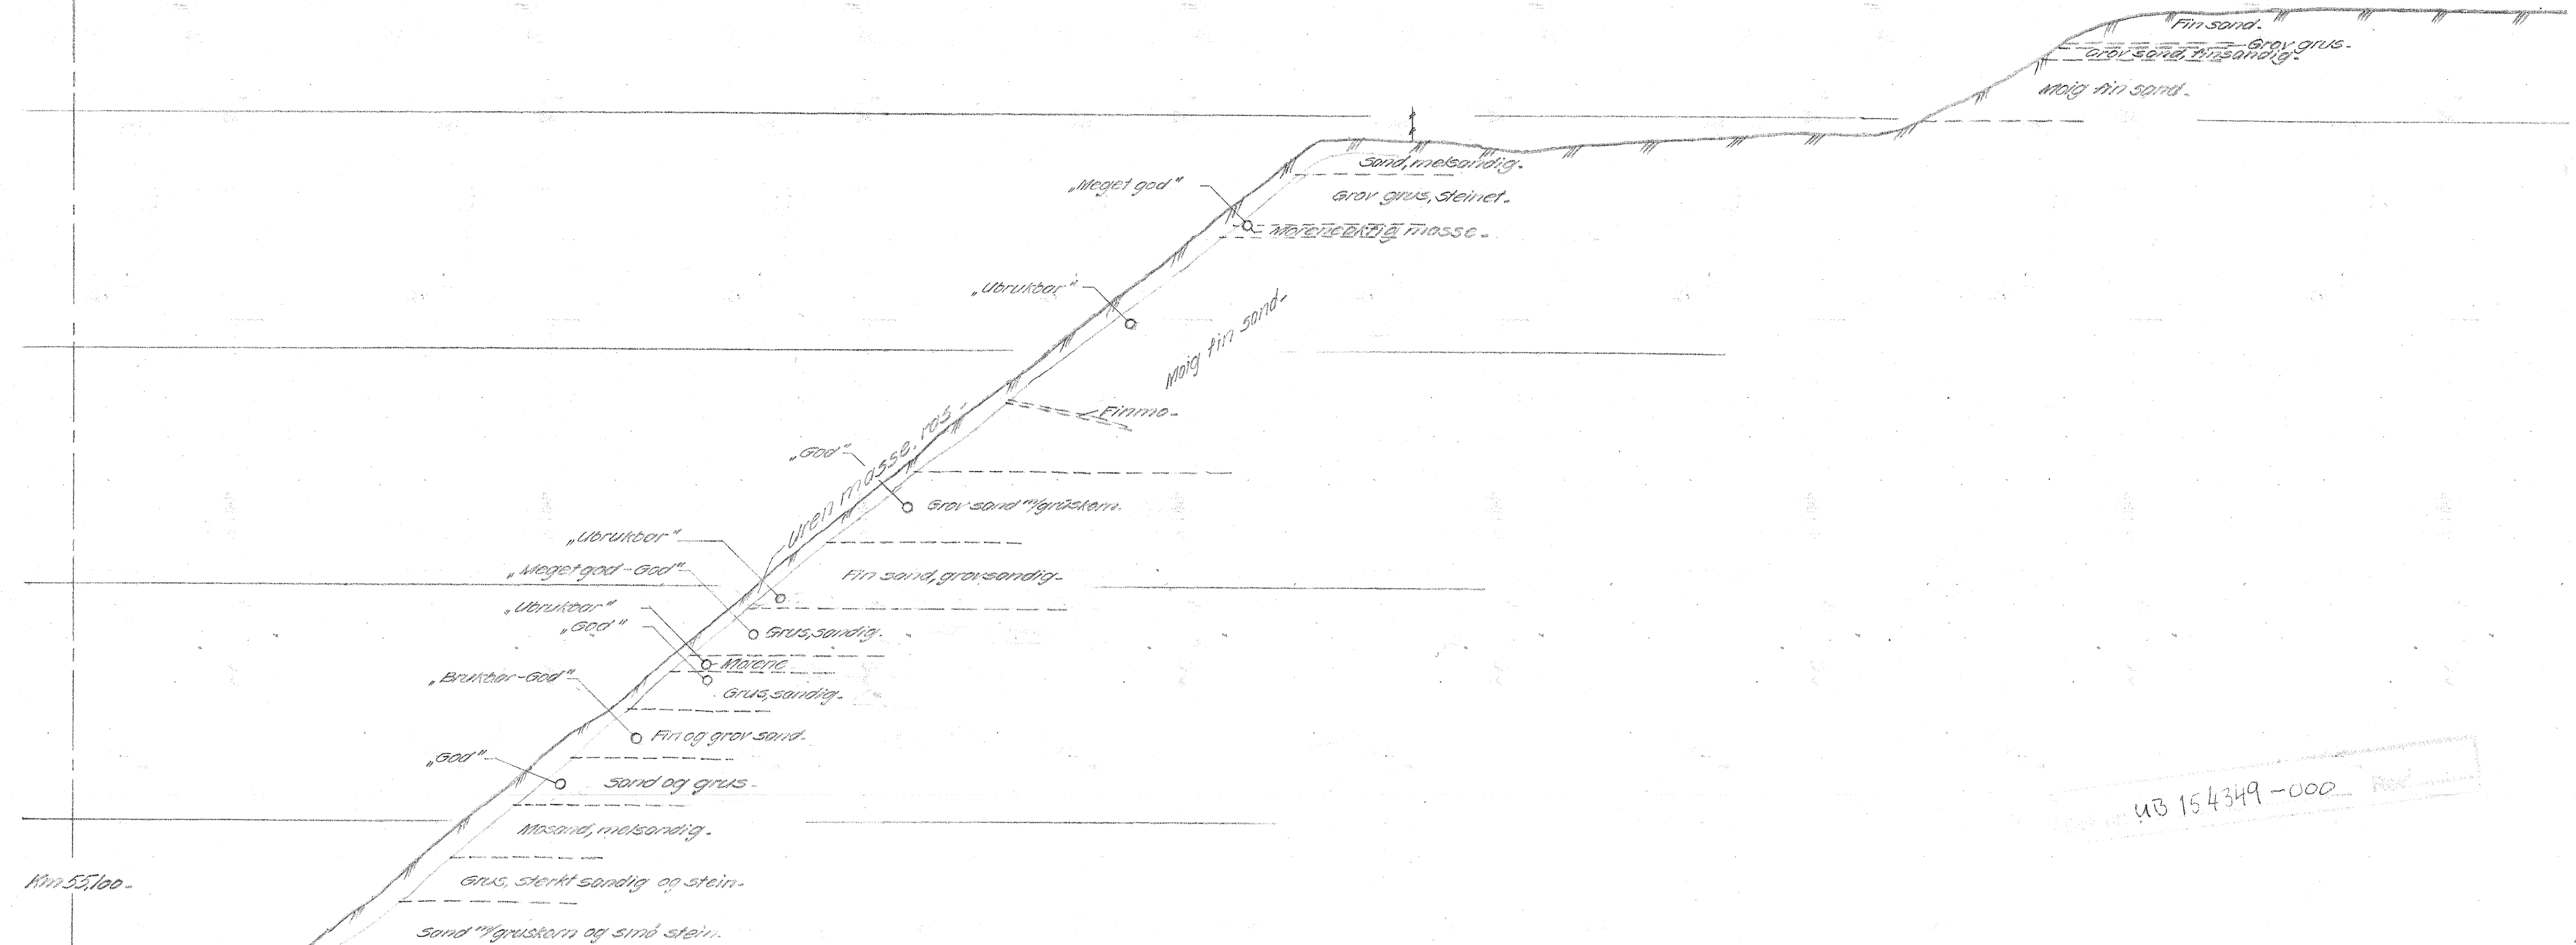 Fin sand.
Grov grus.
Grov sand, finsandig.
Moig fin sand.
Sand, melsandig.
„Meget god"
Grov grus, steinet.
Moreneaktig masse.
„Ubrukbar"
Moig fin sand.
Finmo.
Uren masse, ras.
„God"
Grov sand m/gruskorn.
„Ubrukbar"
„Meget god - God"
Fin sand, grovsandig.
„Ubrukbar"
„God"
Grus, sandig.
Morene
„Brukbar - God"
Grus, sandig.
Fin og grov sand.
„God"
Sand og grus.
Mosand, melsandig.
Km 55,100.
Grus, sterkt sandig og stein.
Sand m/gruskorn og små stein.
UB 154349-000